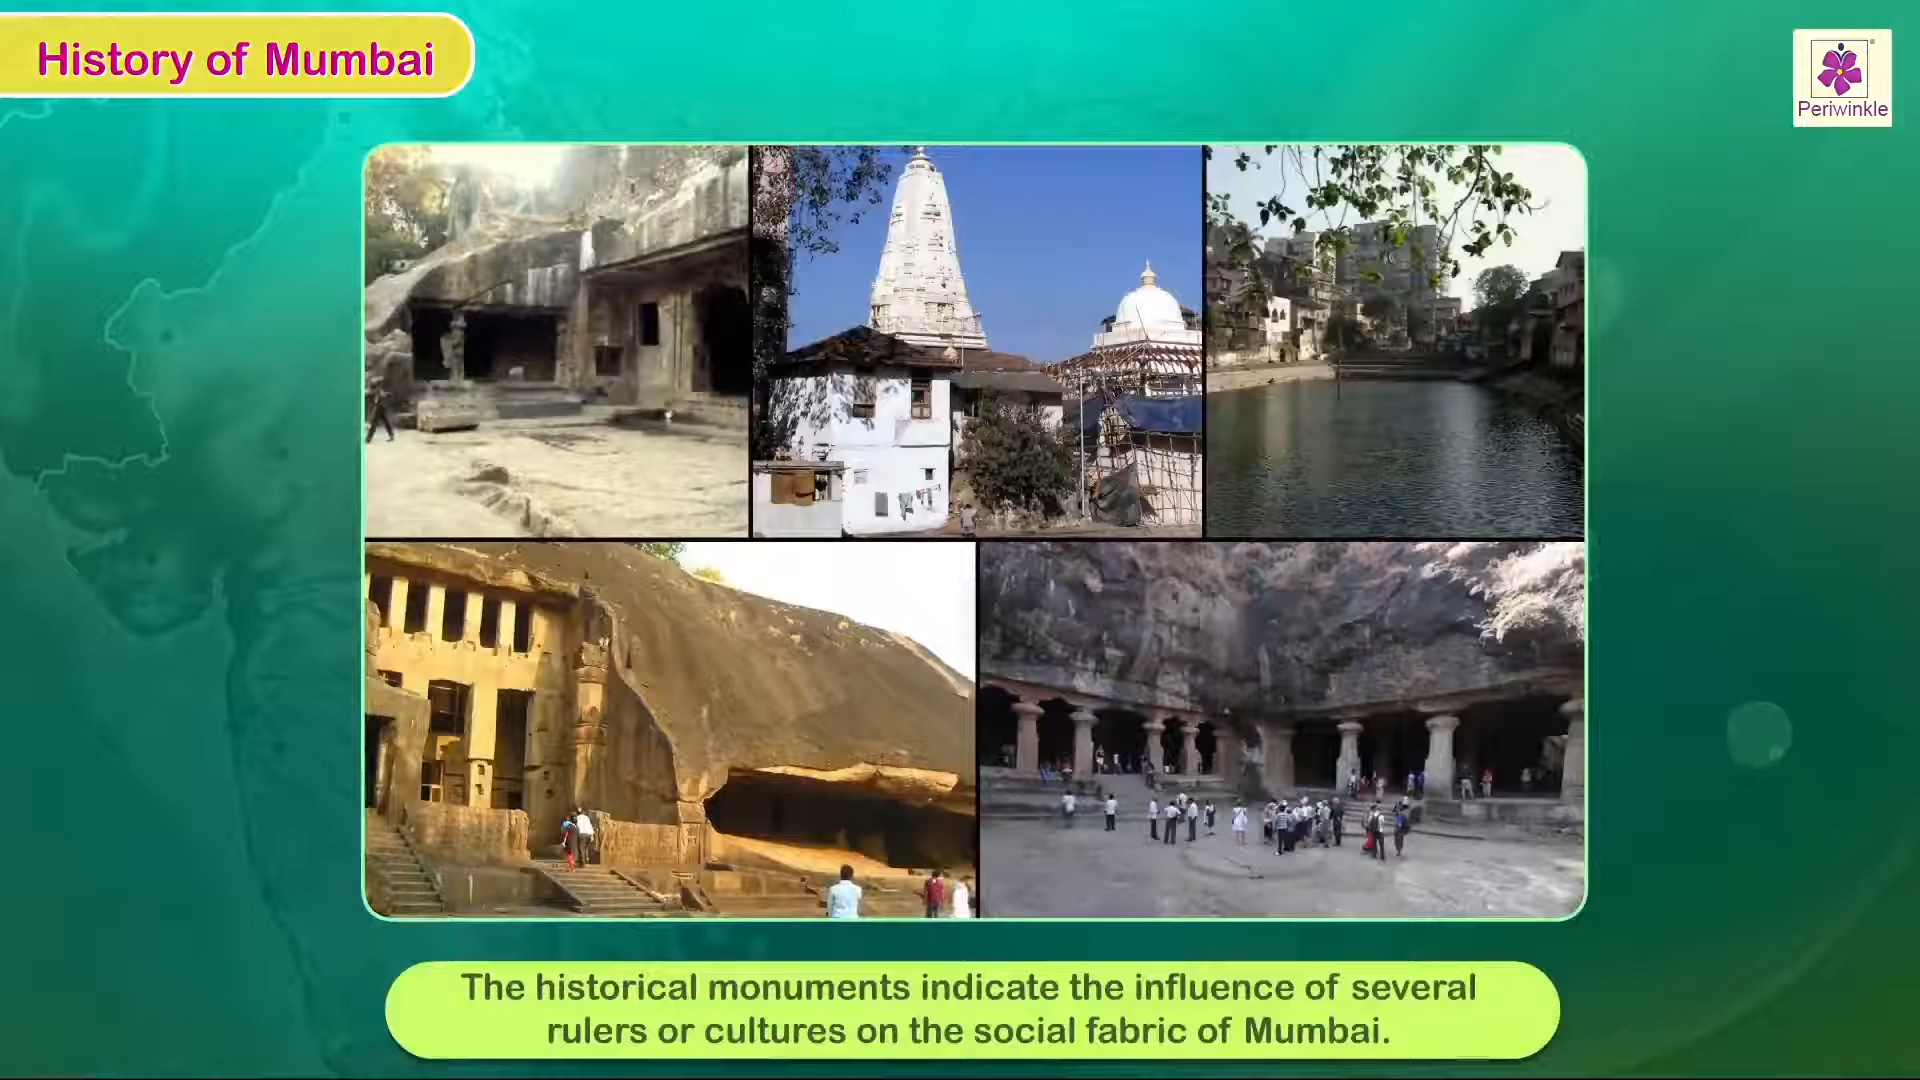 History of Mumbai
Periwinkle
The historical monuments indicate the influence of several
rulers or cultures on the social fabric of Mumbai.